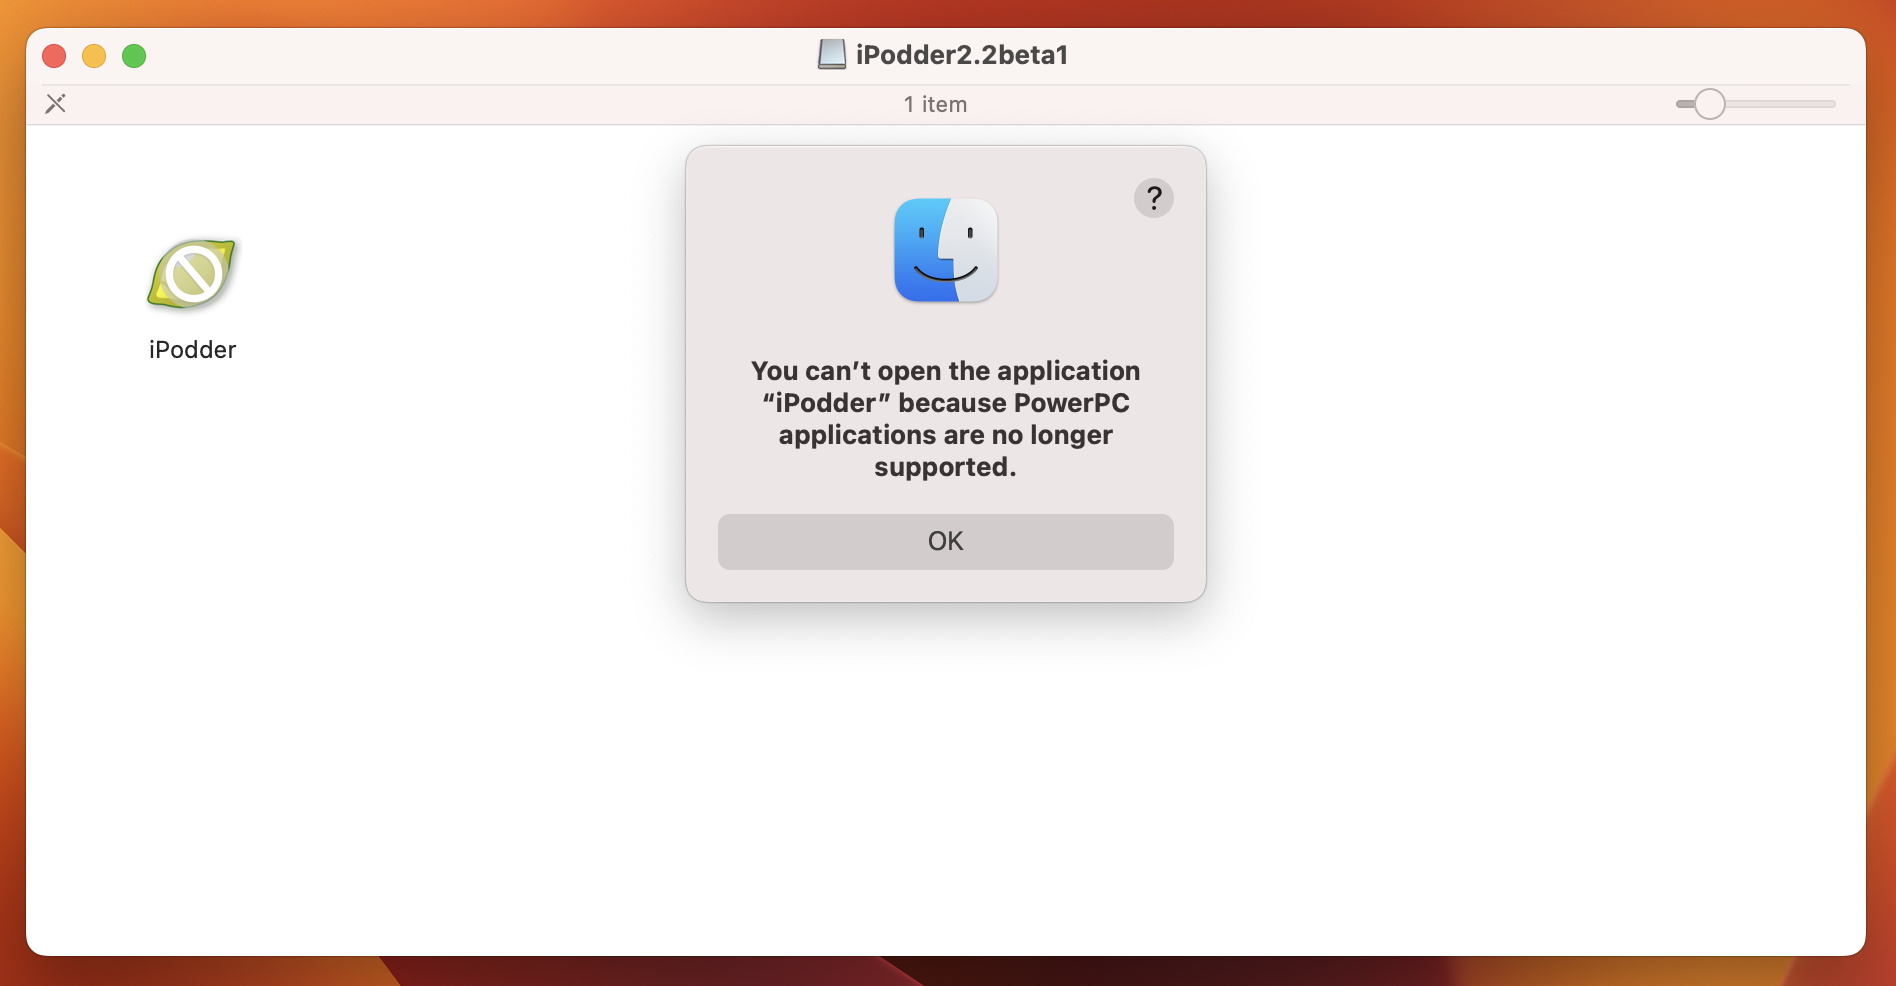 iPodder2.2beta1
1 item
?
iPodder
You can’t open the application
“iPodder” because PowerPC
applications are no longer
supported.
OK